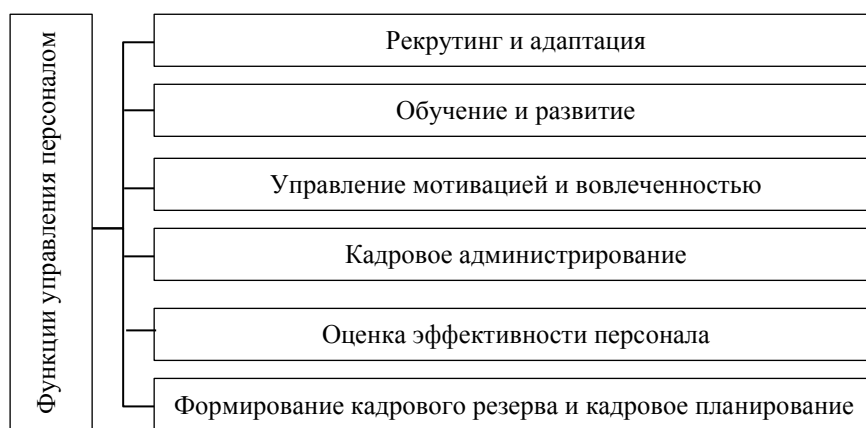 Функции управления персоналом
Рекрутинг и адаптация
Обучение и развитие
Управление мотивацией и вовлеченностью
Кадровое администрирование
Оценка эффективности персонала
Формирование кадрового резерва и кадровое планирование